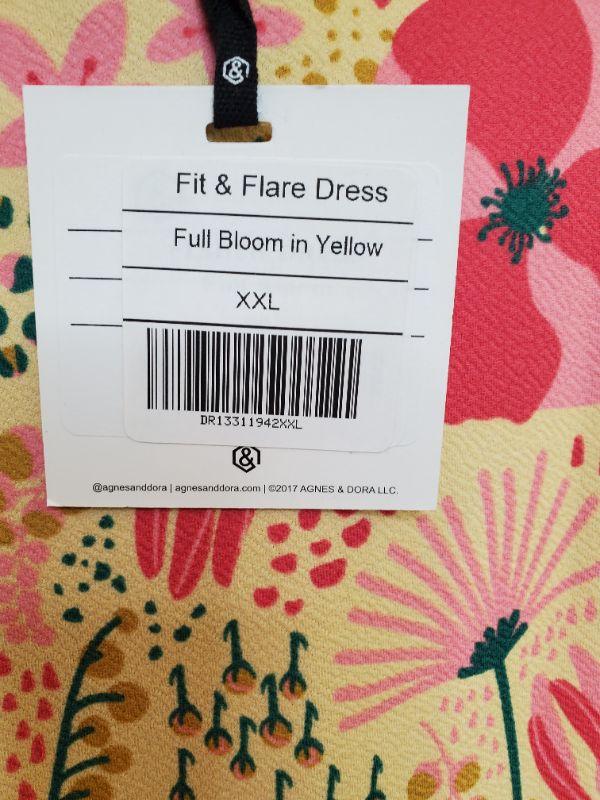 &
Fit & Flare Dress
Full Bloom in Yellow
XXL
DR13311942XXL
&
@agnesanddora | agnesanddora.com | ©2017 AGNES & DORA LLC.